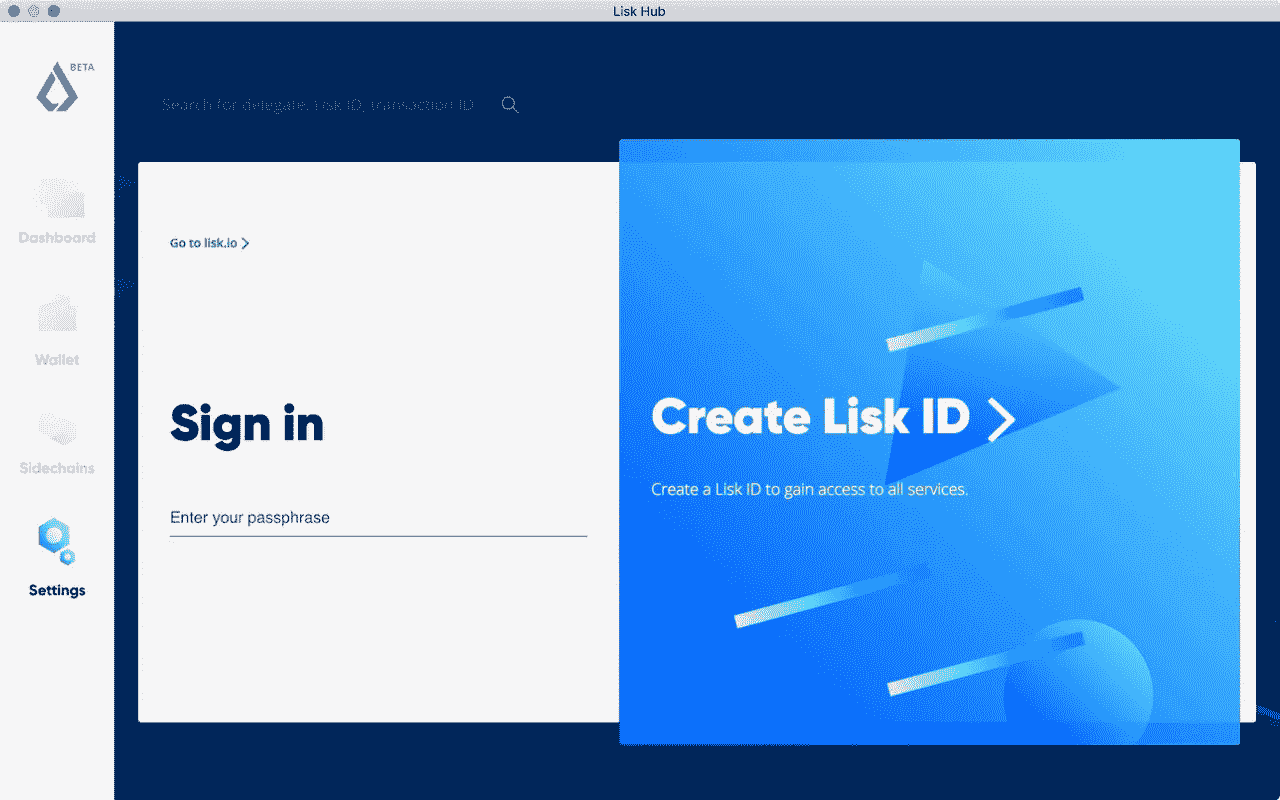 Lisk Hub
BETA
Search for delegate, Lisk ID, transaction ID
Dashboard
Wallet
Sidechains
Settings
Go to lisk.io
Sign in
Enter your passphrase
Create Lisk ID
Create a Lisk ID to gain access to all services.